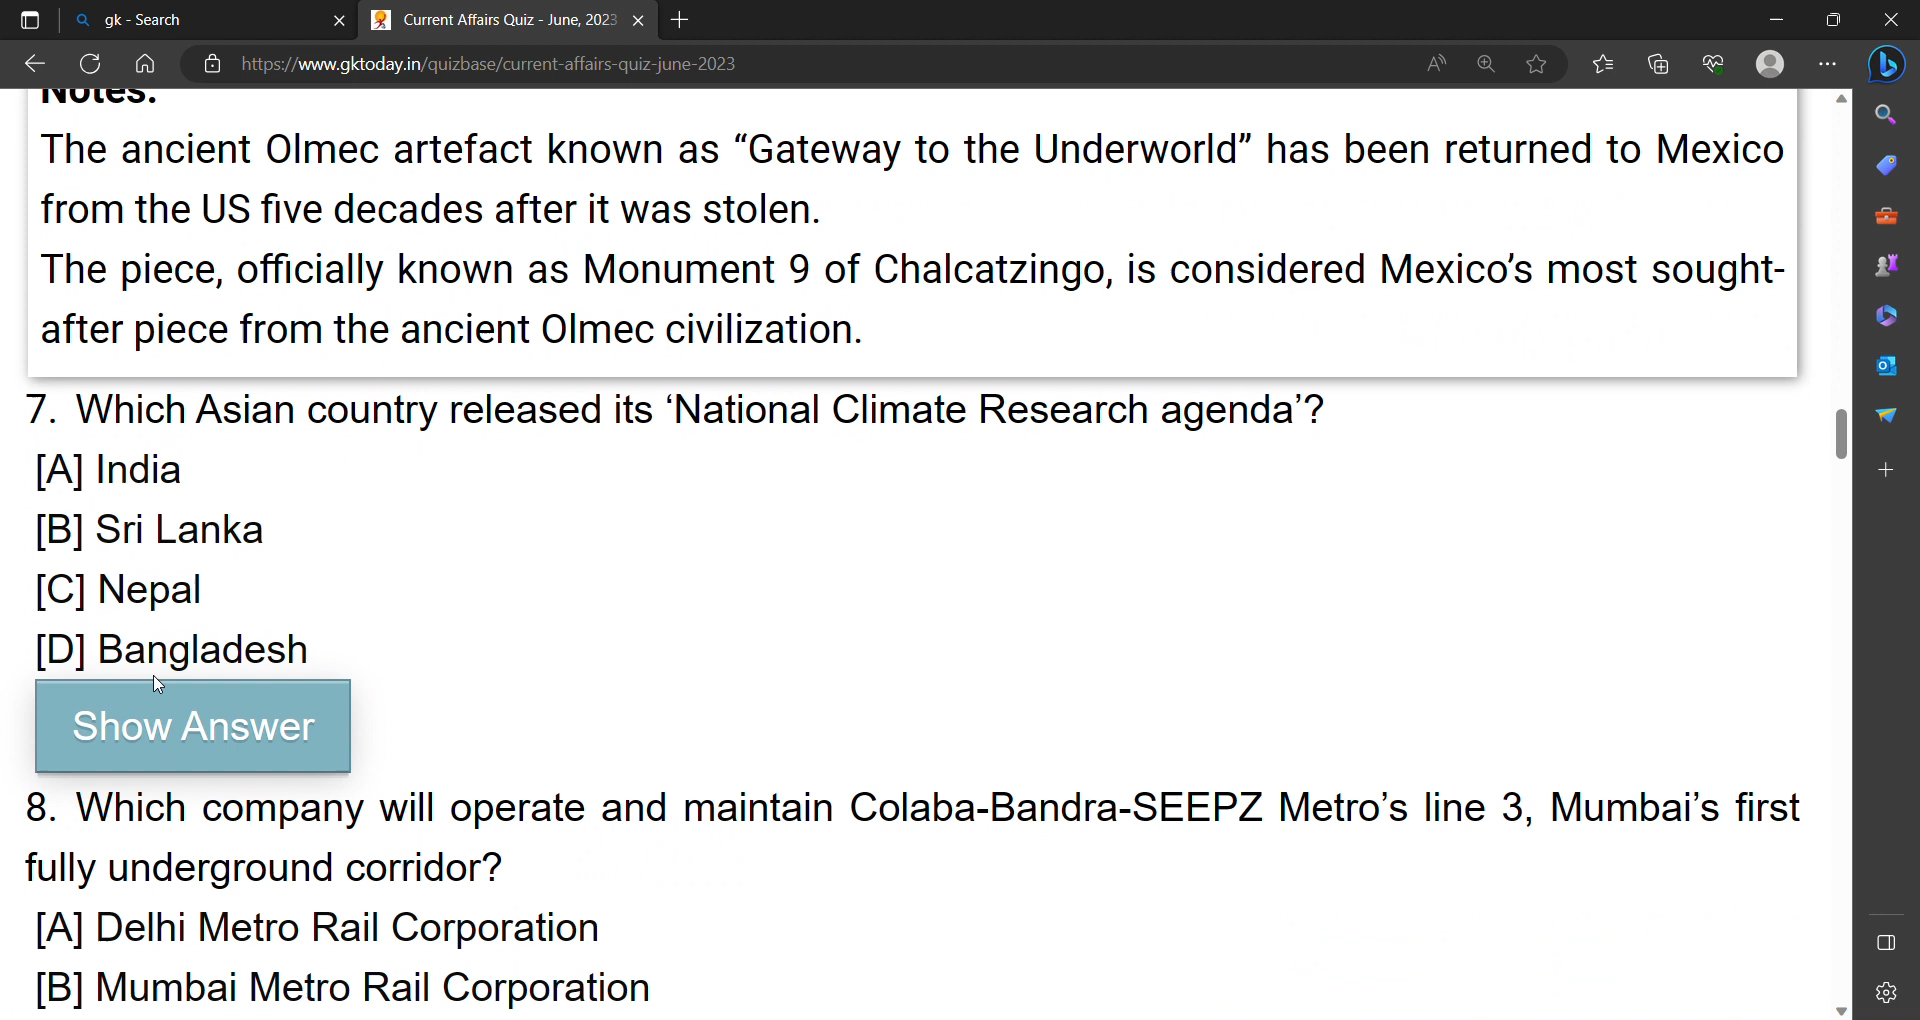 gk - Search
Current Affairs Quiz - June, 2023
https://www.gktoday.in/quizbase/current-affairs-quiz-june-2023
Notes:
The ancient Olmec artefact known as “Gateway to the Underworld” has been returned to Mexico
from the US five decades after it was stolen.
The piece, officially known as Monument 9 of Chalcatzingo, is considered Mexico’s most sought-
after piece from the ancient Olmec civilization.
7. Which Asian country released its ‘National Climate Research agenda’?
[A] India
[B] Sri Lanka
[C] Nepal
[D] Bangladesh
Show Answer
8. Which company will operate and maintain Colaba-Bandra-SEEPZ Metro’s line 3, Mumbai’s first
fully underground corridor?
[A] Delhi Metro Rail Corporation
[B] Mumbai Metro Rail Corporation